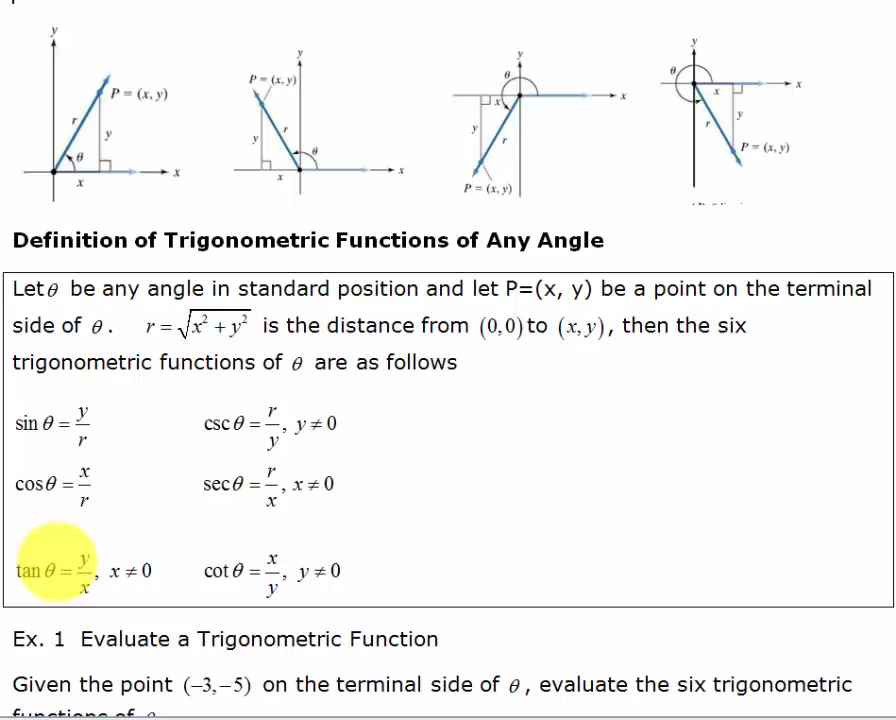 y
P = (x, y)
r
y
θ
x
x
y
P = (x, y)
y
r
θ
x
x
y
θ
x
x
y
r
P = (x, y)
y
θ
x
x
y
r
P = (x, y)
Definition of Trigonometric Functions of Any Angle
Let θ be any angle in standard position and let P=(x, y) be a point on the terminal
side of θ. r = √x² + y² is the distance from (0,0) to (x, y), then the six
trigonometric functions of θ are as follows
sin θ = y/r csc θ = r/y, y ≠ 0
cos θ = x/r sec θ = r/x, x ≠ 0
tan θ = y/x, x ≠ 0 cot θ = x/y, y ≠ 0
Ex. 1 Evaluate a Trigonometric Function
Given the point (−3,−5) on the terminal side of θ, evaluate the six trigonometric
functions of θ